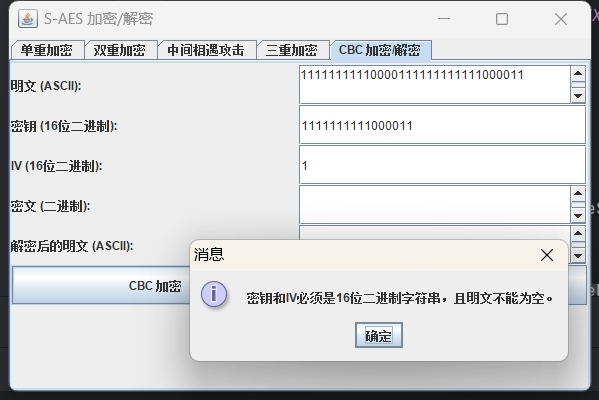 S-AES 加密/解密
单重加密 双重加密 中间相遇攻击 三重加密 CBC 加密/解密
明文 (ASCII):
1111111111000011111111111111000011
密钥 (16位二进制):
1111111111000011
IV (16位二进制):
1
密文 (二进制):
解密后的明文 (ASCII):
CBC 加密
消息
密钥和IV必须是16位二进制字符串，且明文不能为空。
确定